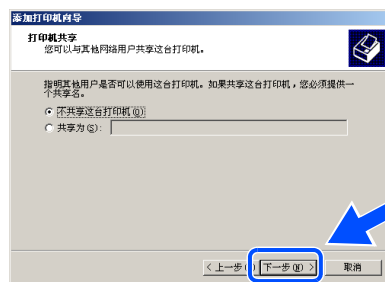 添加打印机向导
打印机共享
您可以与其他网络用户共享这台打印机。
指明其他用户是否可以使用这台打印机。如果共享这台打印机，您必须提供一
个共享名。
不共享这台打印机(O)
共享为(S):
< 上一步( 下一步(N) > 取消